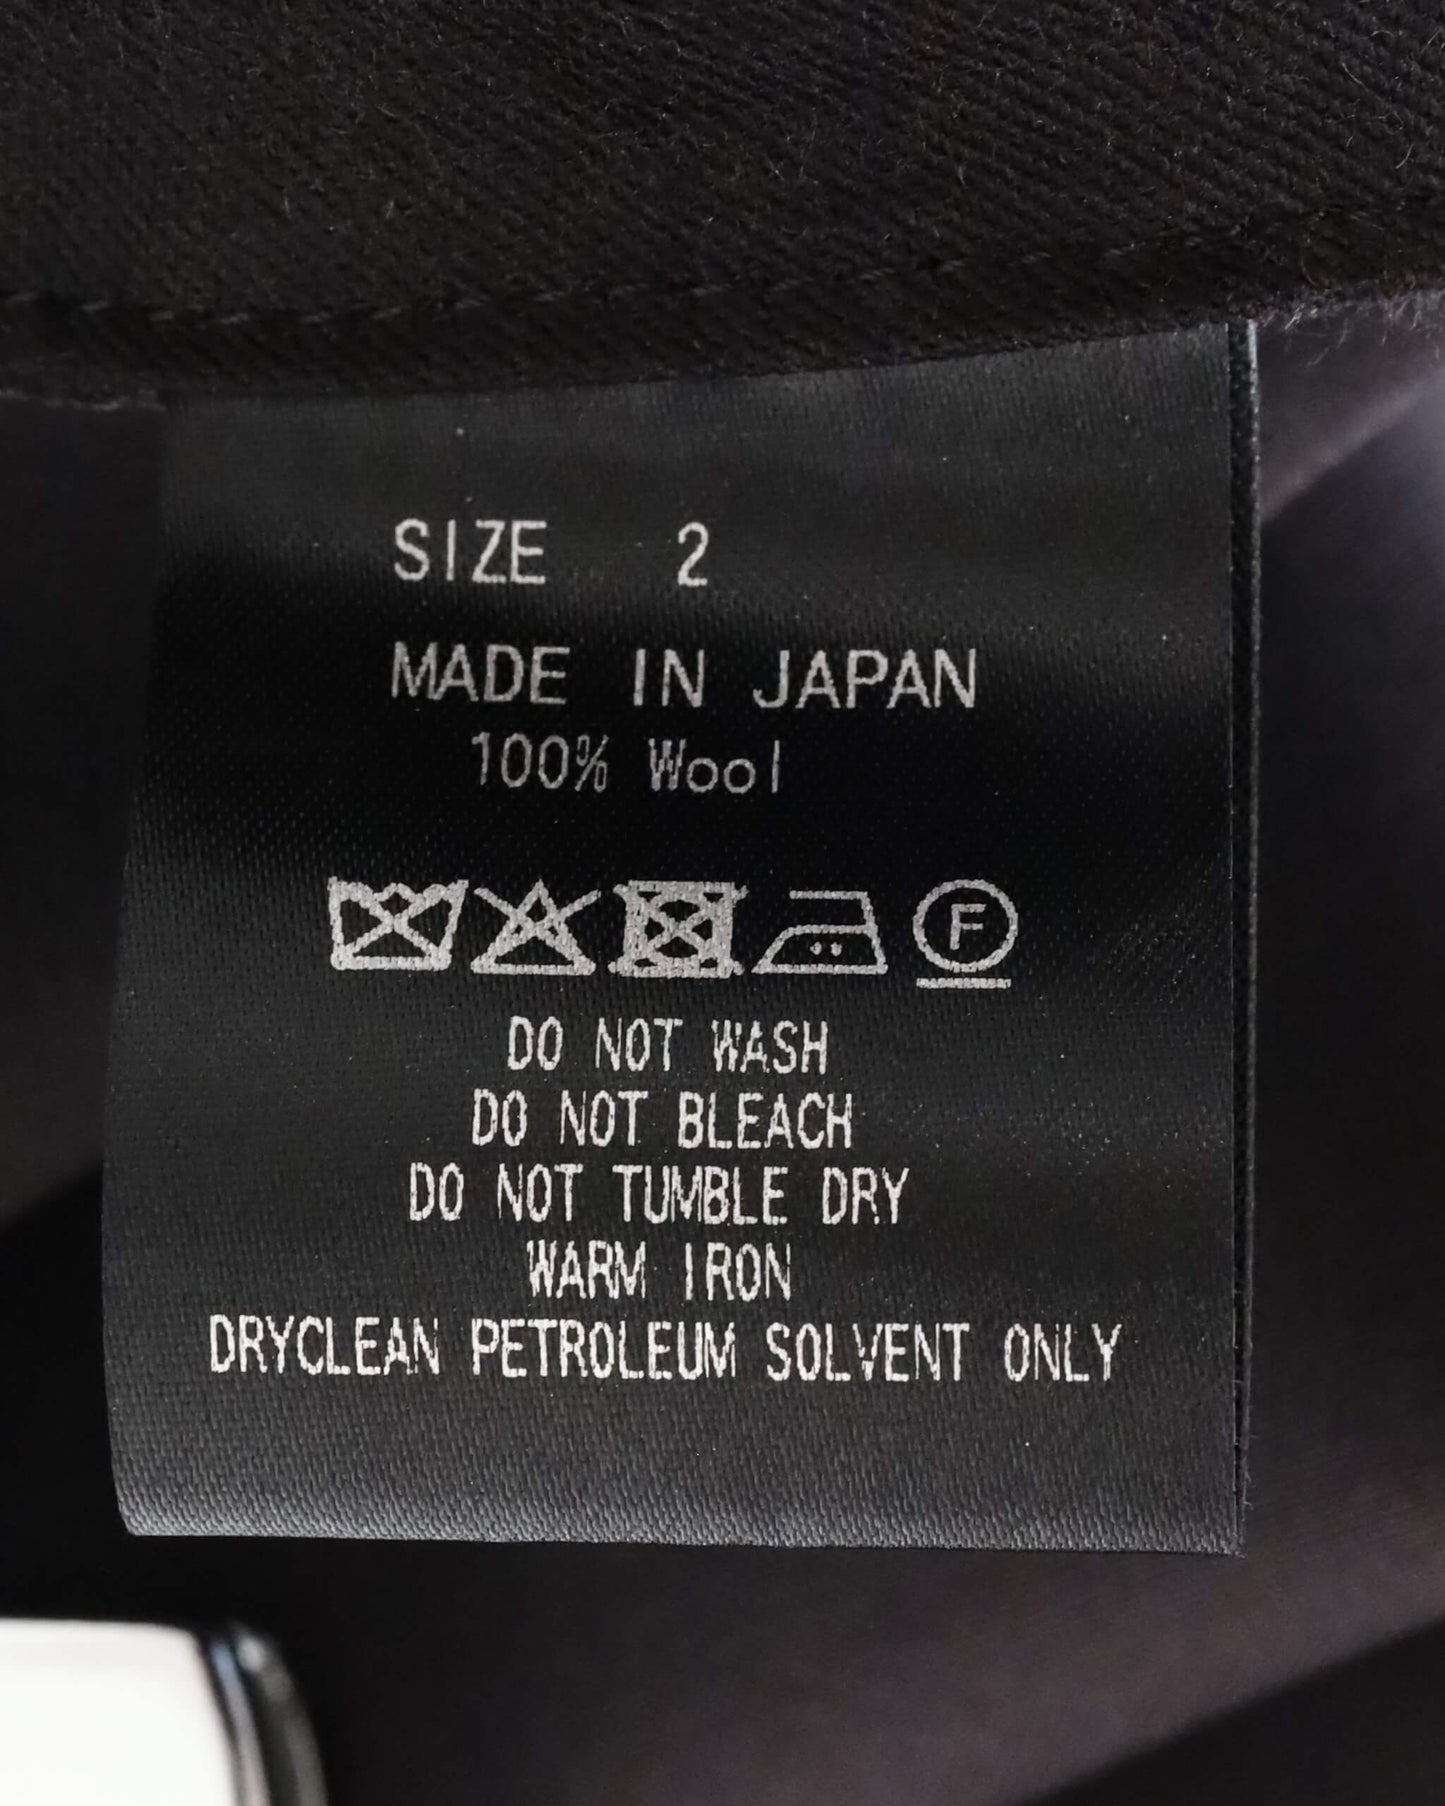 SIZE 2
MADE IN JAPAN
100% Wool
F
DO NOT WASH
DO NOT BLEACH
DO NOT TUMBLE DRY
WARM IRON
DRYCLEAN PETROLEUM SOLVENT ONLY